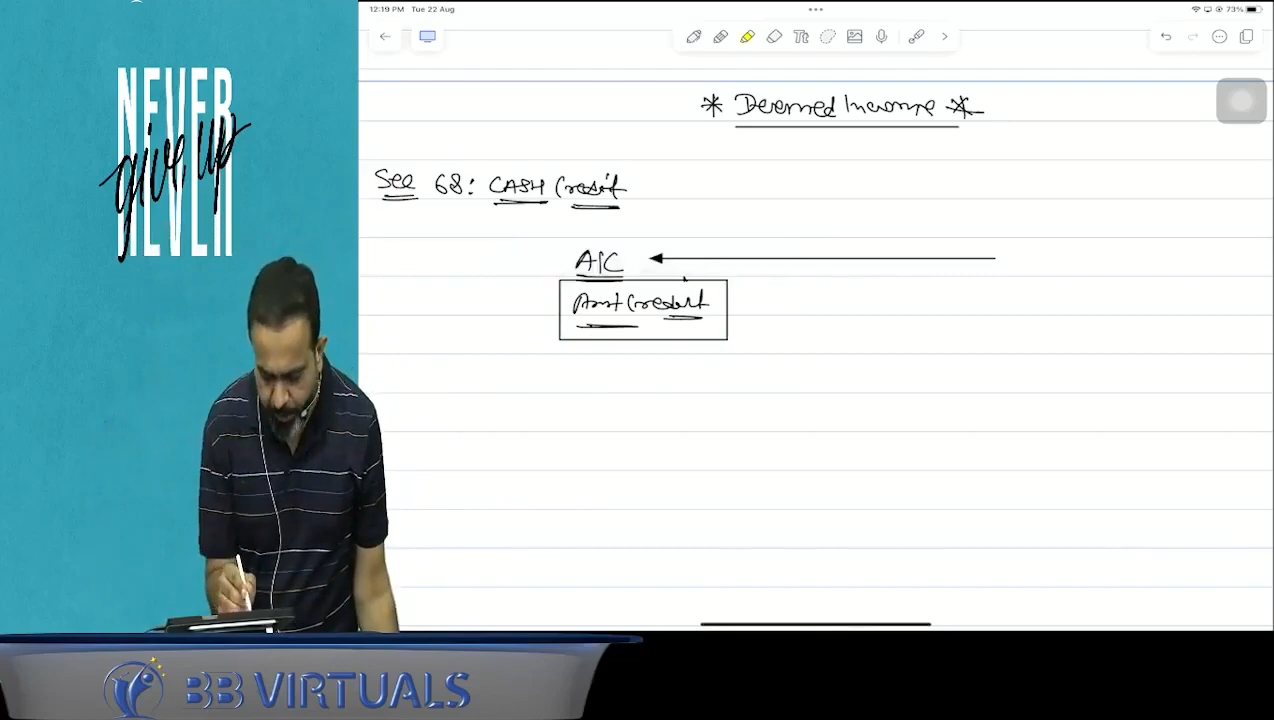 12:19 PM Tue 22 Aug
73%
NEVER
give up
NEVER
* Deemed Income *
Sec 68: CASH Credit
A/C
Amt Credit
BB VIRTUALS